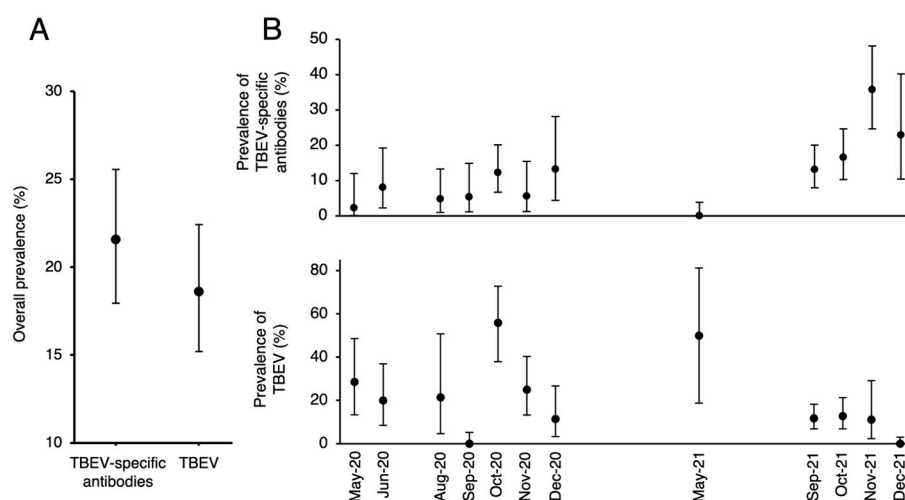 A
B
Overall prevalence (%)
30
25
20
15
10
TBEV-specific
antibodies
TBEV
Prevalence of
TBEV-specific
antibodies (%)
50
40
30
20
10
0
Prevalence of
TBEV (%)
80
60
40
20
0
May-20
Jun-20
Aug-20
Sep-20
Oct-20
Nov-20
Dec-20
May-21
Sep-21
Oct-21
Nov-21
Dec-21